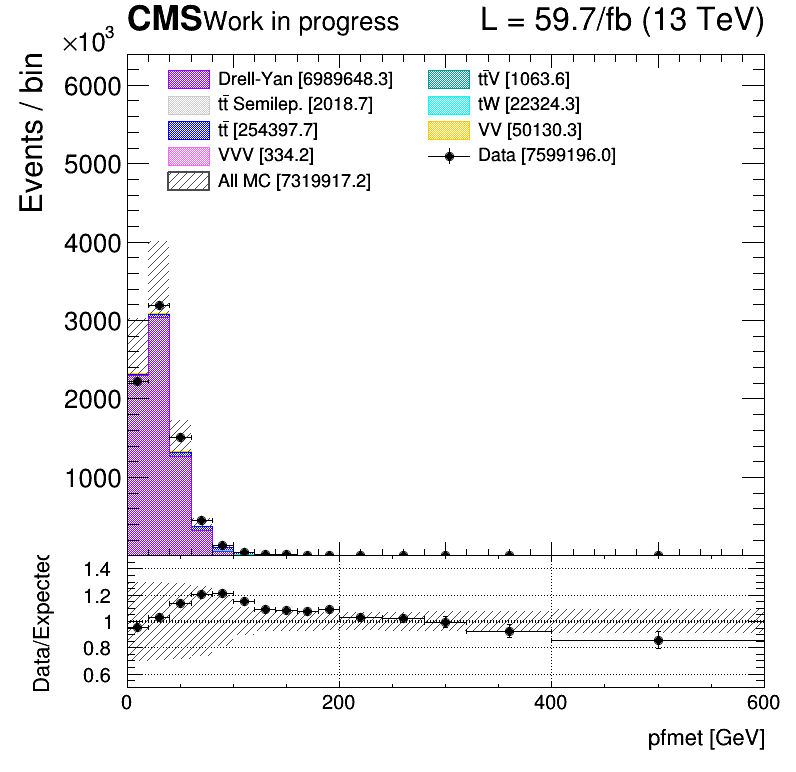 CMS Work in progress L = 59.7/fb (13 TeV)
×10³
Events / bin
6000
5000
4000
3000
2000
1000
Drell-Yan [6989648.3]
tt̄ Semilep. [2018.7]
tt̄ [254397.7]
VVV [334.2]
All MC [7319917.2]
tt̄V [1063.6]
tW [22324.3]
VV [50130.3]
Data [7599196.0]
Data/Expected
1.4
1.2
1
0.8
0.6
0 200 400 600
pfmet [GeV]